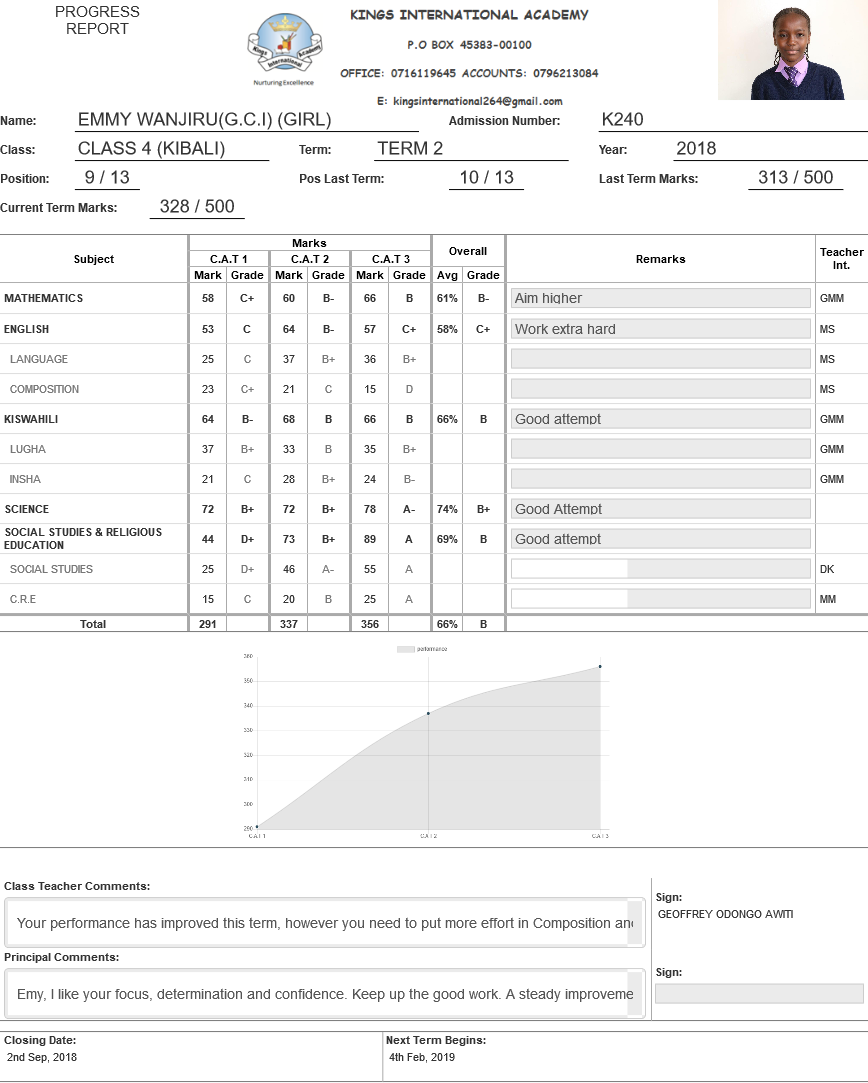 PROGRESS
REPORT
Kings International Academy
Nurturing Excellence
KINGS INTERNATIONAL ACADEMY
P.O BOX 45383-00100
OFFICE: 0716119645 ACCOUNTS: 0796213084
E: kingsinternational264@gmail.com
Name: EMMY WANJIRU(G.C.I) (GIRL) Admission Number: K240
Class: CLASS 4 (KIBALI) Term: TERM 2 Year: 2018
Position: 9 / 13 Pos Last Term: 10 / 13 Last Term Marks: 313 / 500
Current Term Marks: 328 / 500
Subject Marks Overall Remarks Teacher Int.
C.A.T 1 C.A.T 2 C.A.T 3
Mark Grade Mark Grade Mark Grade Avg Grade
MATHEMATICS 58 C+ 60 B- 66 B 61% B- Aim higher GMM
ENGLISH 53 C 64 B- 57 C+ 58% C+ Work extra hard MS
LANGUAGE 25 C 37 B+ 36 B+ MS
COMPOSITION 23 C+ 21 C 15 D MS
KISWAHILI 64 B- 68 B 66 B 66% B Good attempt GMM
LUGHA 37 B+ 33 B 35 B+ GMM
INSHA 21 C 28 B+ 24 B- GMM
SCIENCE 72 B+ 72 B+ 78 A- 74% B+ Good Attempt
SOCIAL STUDIES & RELIGIOUS
EDUCATION 44 D+ 73 B+ 89 A 69% B Good attempt
SOCIAL STUDIES 25 D+ 46 A- 55 A DK
C.R.E 15 C 20 B 25 A MM
Total 291 337 356 66% B
performance
360
350
340
330
320
310
300
290
C.A.T 1 C.A.T 2 C.A.T 3
Class Teacher Comments:
Your performance has improved this term, however you need to put more effort in Composition and
Sign:
GEOFFREY ODONGO AWITI
Principal Comments:
Emy, I like your focus, determination and confidence. Keep up the good work. A steady improveme
Sign:
Closing Date: Next Term Begins:
2nd Sep, 2018 4th Feb, 2019